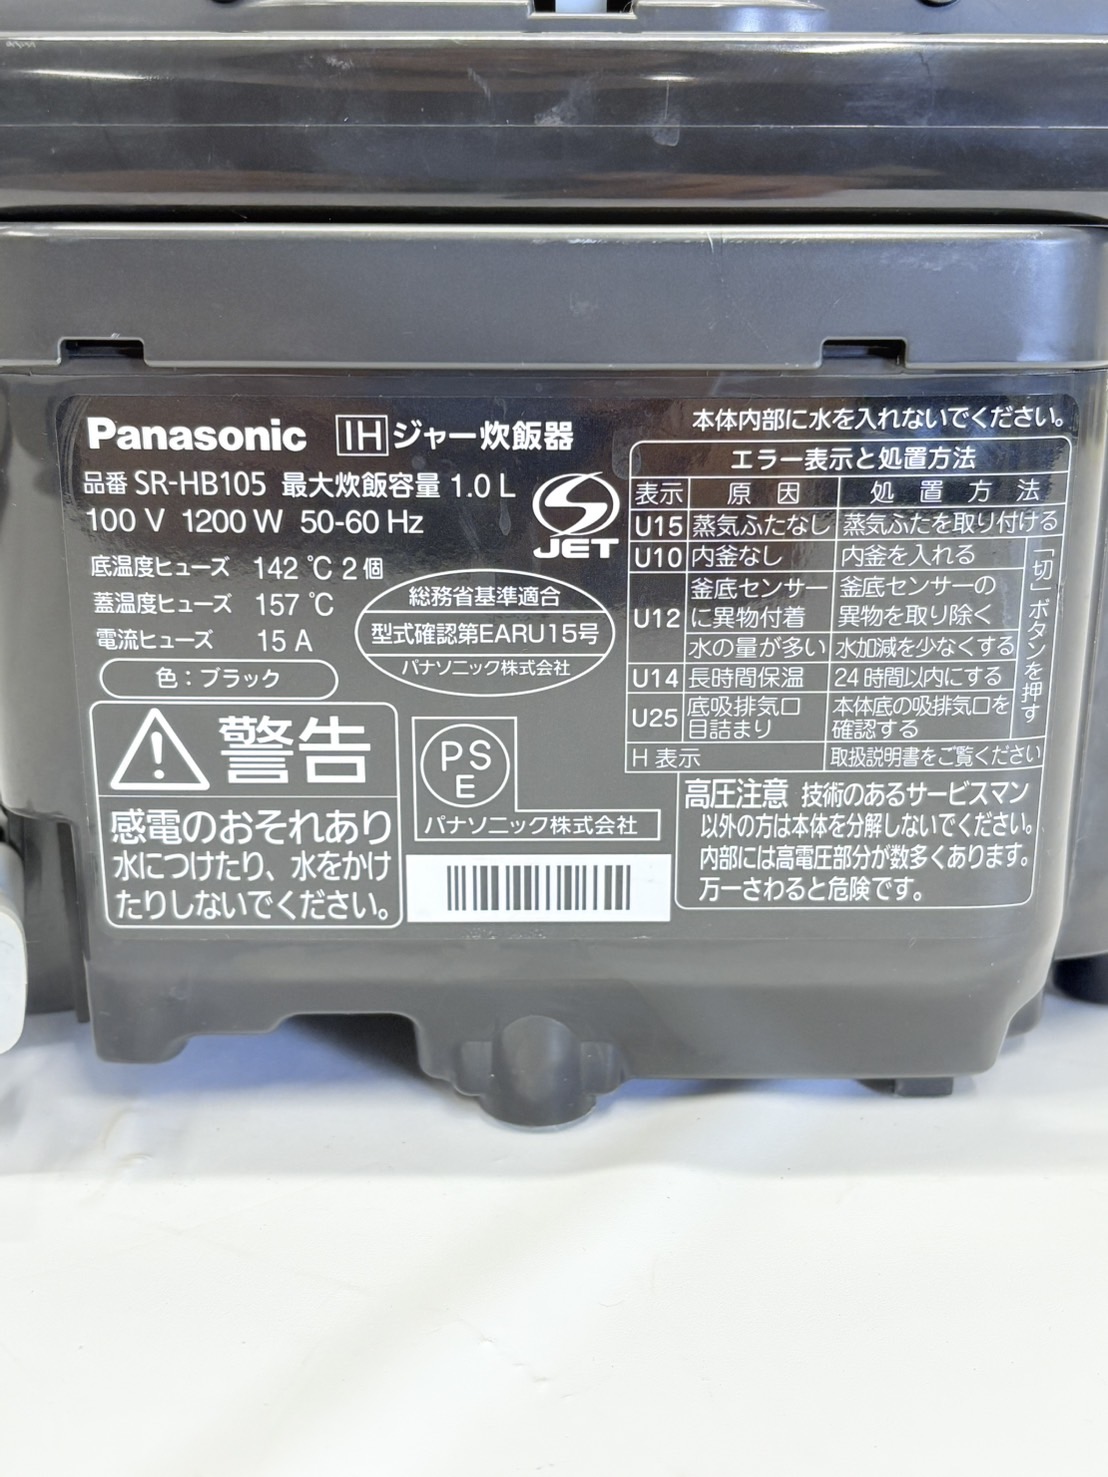 Panasonic IHジャー炊飯器
品番 SR-HB105 最大炊飯容量 1.0 L
100 V 1200 W 50-60 Hz
JET
底温度ヒューズ 142 ℃ 2 個
蓋温度ヒューズ 157 ℃
電流ヒューズ 15 A
色：ブラック
総務省基準適合
型式確認第EARU15号
パナソニック株式会社
警告
感電のおそれあり
水につけたり、水をかけ
たりしないでください。
PS
E
パナソニック株式会社
本体内部に水を入れないでください。
エラー表示と処置方法
表示 原因 処置方法
U15 蒸気ふたなし 蒸気ふたを取り付ける
U10 内釜なし 内釜を入れる
U12 釜底センサーに異物付着 釜底センサーの異物を取り除く
水の量が多い 水加減を少なくする
U14 長時間保温 24時間以内にする
U25 底吸排気口目詰まり 本体底の吸排気口を確認する
「切」ボタンを押す
H 表示 取扱説明書をご覧ください
高圧注意 技術のあるサービスマン
以外の方は本体を分解しないでください。
内部には高電圧部分が数多くあります。
万一さわると危険です。